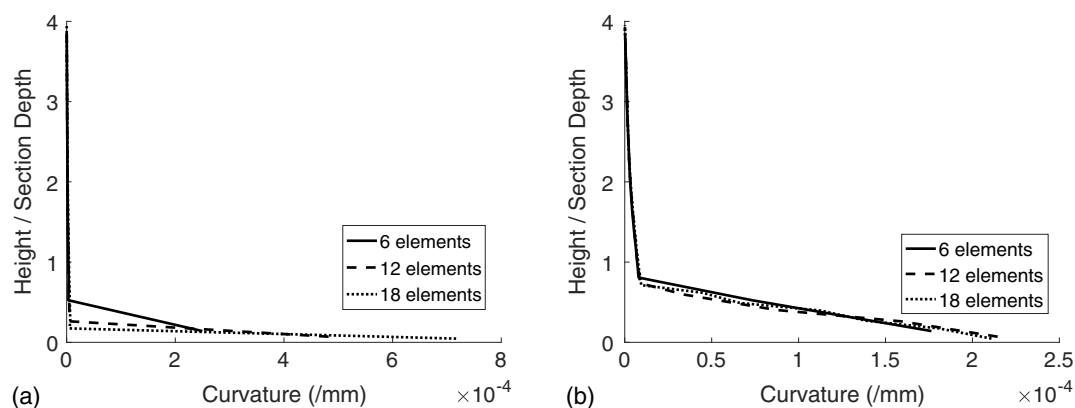 4
3
2
1
0
Height / Section Depth
6 elements
12 elements
18 elements
0 2 4 6 8
Curvature (/mm) ×10⁻⁴
(a)
4
3
2
1
0
Height / Section Depth
6 elements
12 elements
18 elements
0 0.5 1 1.5 2 2.5
Curvature (/mm) ×10⁻⁴
(b)